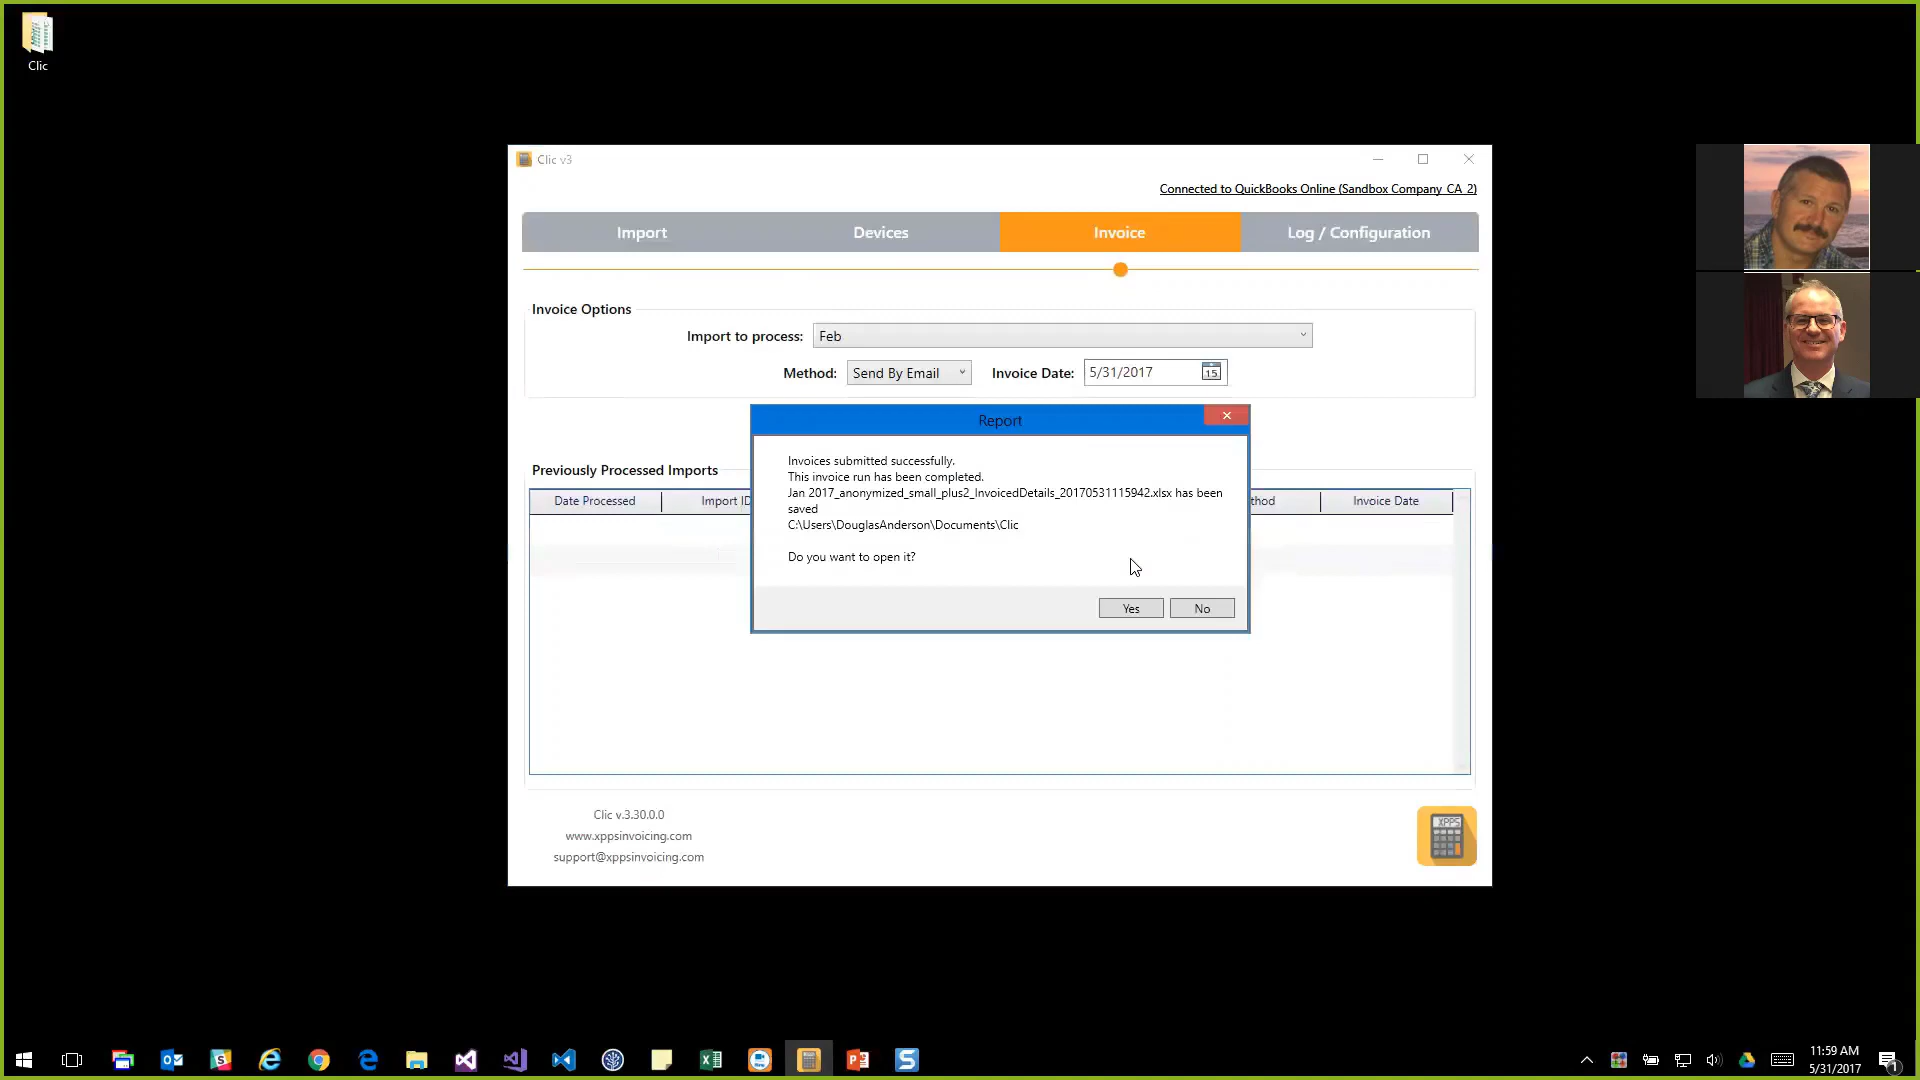 Clic
Clic v3
Connected to QuickBooks Online (Sandbox Company_CA_2)
Import
Devices
Invoice
Log / Configuration
Invoice Options
Import to process:
Feb
Method:
Send By Email
Invoice Date:
5/31/2017
15
Report
Invoices submitted successfully.
This invoice run has been completed.
Jan 2017_anonymized_small_plus2_InvoicedDetails_20170531115942.xlsx has been
saved
C:\Users\DouglasAnderson\Documents\Clic
Do you want to open it?
Yes
No
Previously Processed Imports
Date Processed
Import ID
thod
Invoice Date
Clic v.3.30.0.0
www.xppsinvoicing.com
support@xppsinvoicing.com
XPPS
11:59 AM
5/31/2017
1